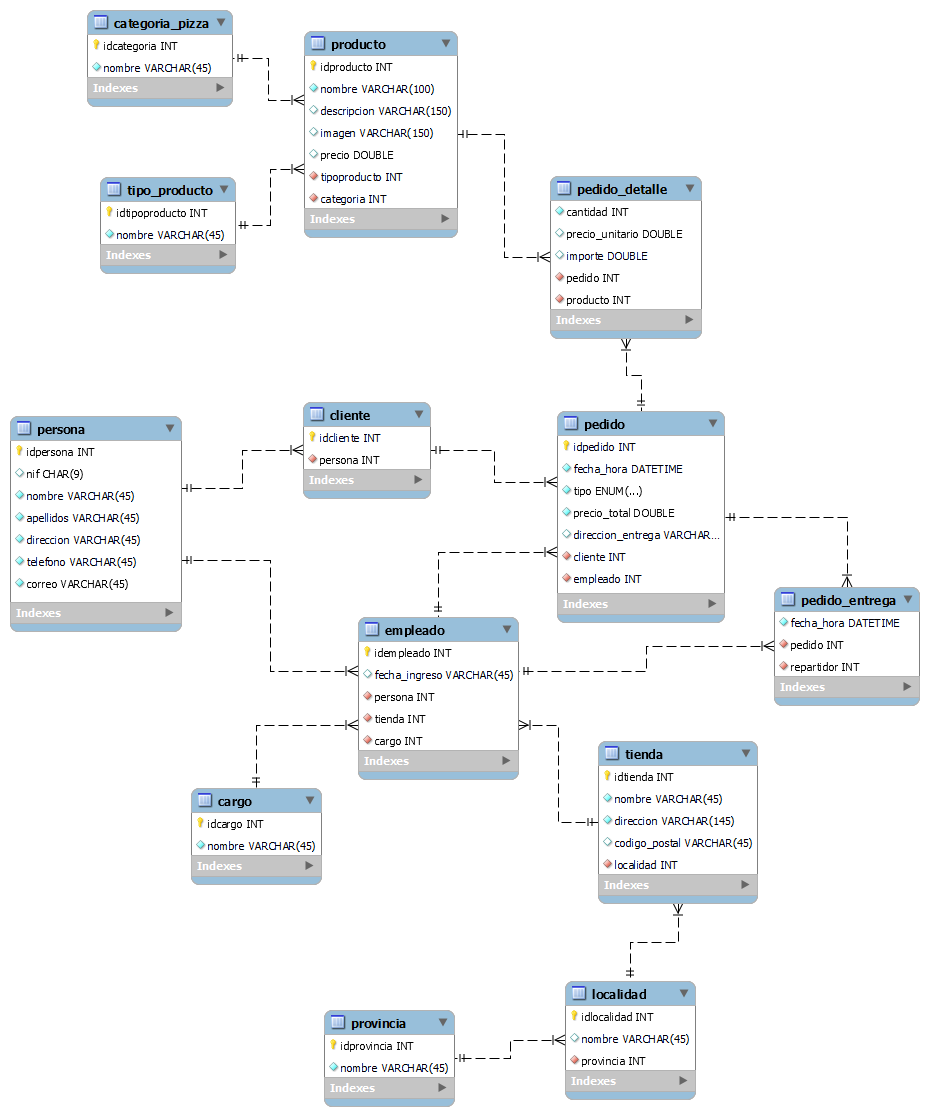 categoria_pizza
idcategoria INT
nombre VARCHAR(45)
Indexes
producto
idproducto INT
nombre VARCHAR(100)
descripcion VARCHAR(150)
imagen VARCHAR(150)
precio DOUBLE
tipoproducto INT
categoria INT
Indexes
tipo_producto
idtipoproducto INT
nombre VARCHAR(45)
Indexes
pedido_detalle
cantidad INT
precio_unitario DOUBLE
importe DOUBLE
pedido INT
producto INT
Indexes
persona
idpersona INT
nif CHAR(9)
nombre VARCHAR(45)
apellidos VARCHAR(45)
direccion VARCHAR(45)
telefono VARCHAR(45)
correo VARCHAR(45)
Indexes
cliente
idcliente INT
persona INT
Indexes
pedido
idpedido INT
fecha_hora DATETIME
tipo ENUM(...)
precio_total DOUBLE
direccion_entrega VARCHAR...
cliente INT
empleado INT
Indexes
pedido_entrega
fecha_hora DATETIME
pedido INT
repartidor INT
Indexes
empleado
idempleado INT
fecha_ingreso VARCHAR(45)
persona INT
tienda INT
cargo INT
Indexes
cargo
idcargo INT
nombre VARCHAR(45)
Indexes
tienda
idtienda INT
nombre VARCHAR(45)
direccion VARCHAR(145)
codigo_postal VARCHAR(45)
localidad INT
Indexes
provincia
idprovincia INT
nombre VARCHAR(45)
Indexes
localidad
idlocalidad INT
nombre VARCHAR(45)
provincia INT
Indexes